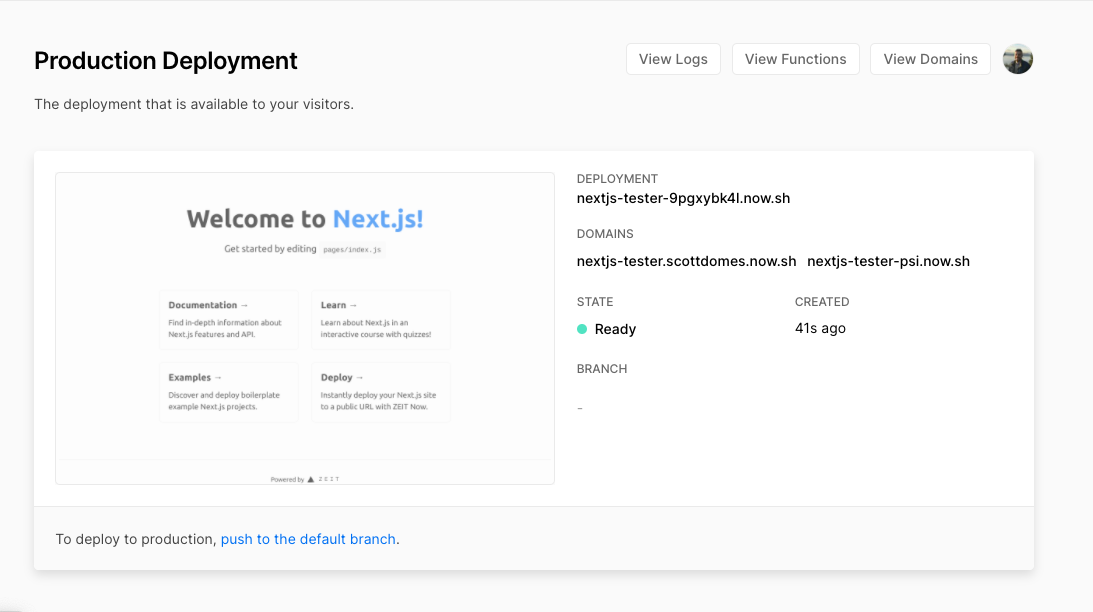 Production Deployment
View Logs
View Functions
View Domains
The deployment that is available to your visitors.
Welcome to Next.js!
Get started by editing pages/index.js
Documentation →
Find in-depth information about
Next.js features and API.
Learn →
Learn about Next.js in an
interactive course with quizzes!
Examples →
Discover and deploy boilerplate
example Next.js projects.
Deploy →
Instantly deploy your Next.js site
to a public URL with ZEIT Now.
Powered by ZEIT
DEPLOYMENT
nextjs-tester-9pgxybk4l.now.sh
DOMAINS
nextjs-tester.scottdomes.now.sh nextjs-tester-psi.now.sh
STATE
Ready
CREATED
41s ago
BRANCH
-
To deploy to production, push to the default branch.